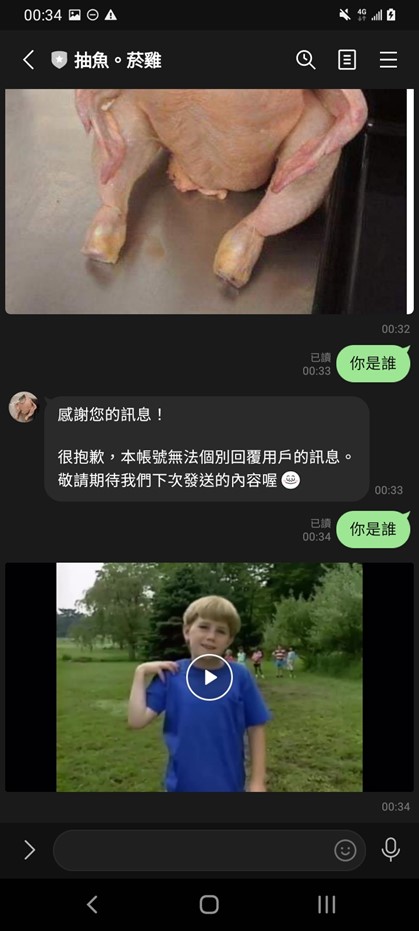 00:34
4G
抽魚。菸雞
00:32
已讀
00:33
你是誰
感謝您的訊息！
很抱歉，本帳號無法個別回覆用戶的訊息。
敬請期待我們下次發送的內容喔
00:33
已讀
00:34
你是誰
00:34